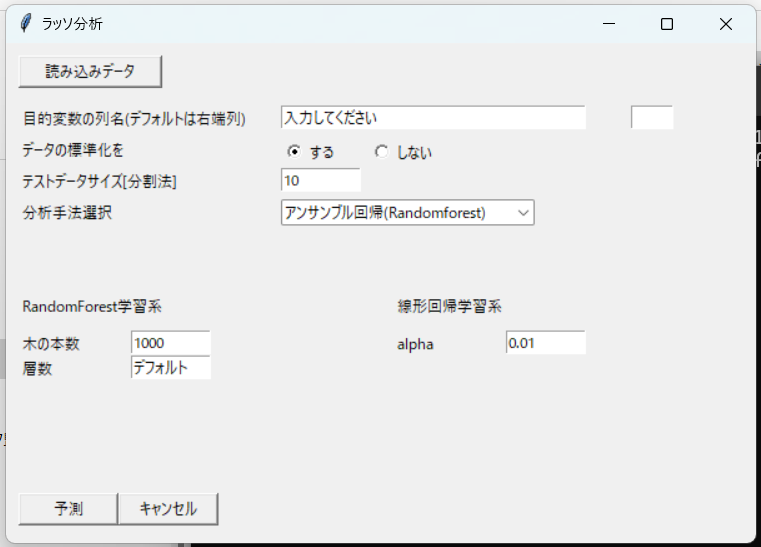 ラッソ分析
読み込みデータ
目的変数の列名(デフォルトは右端列) 入力してください
データの標準化を する しない
テストデータサイズ[分割法] 10
分析手法選択 アンサンブル回帰(Randomforest)
RandomForest学習系 線形回帰学習系
木の本数 1000 alpha 0.01
層数 デフォルト
予測 キャンセル